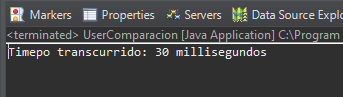 Markers Properties Servers Data Source Explo
<terminated> UserComparacion [Java Application] C:\Program
Timepo transcurrido: 30 millisegundos